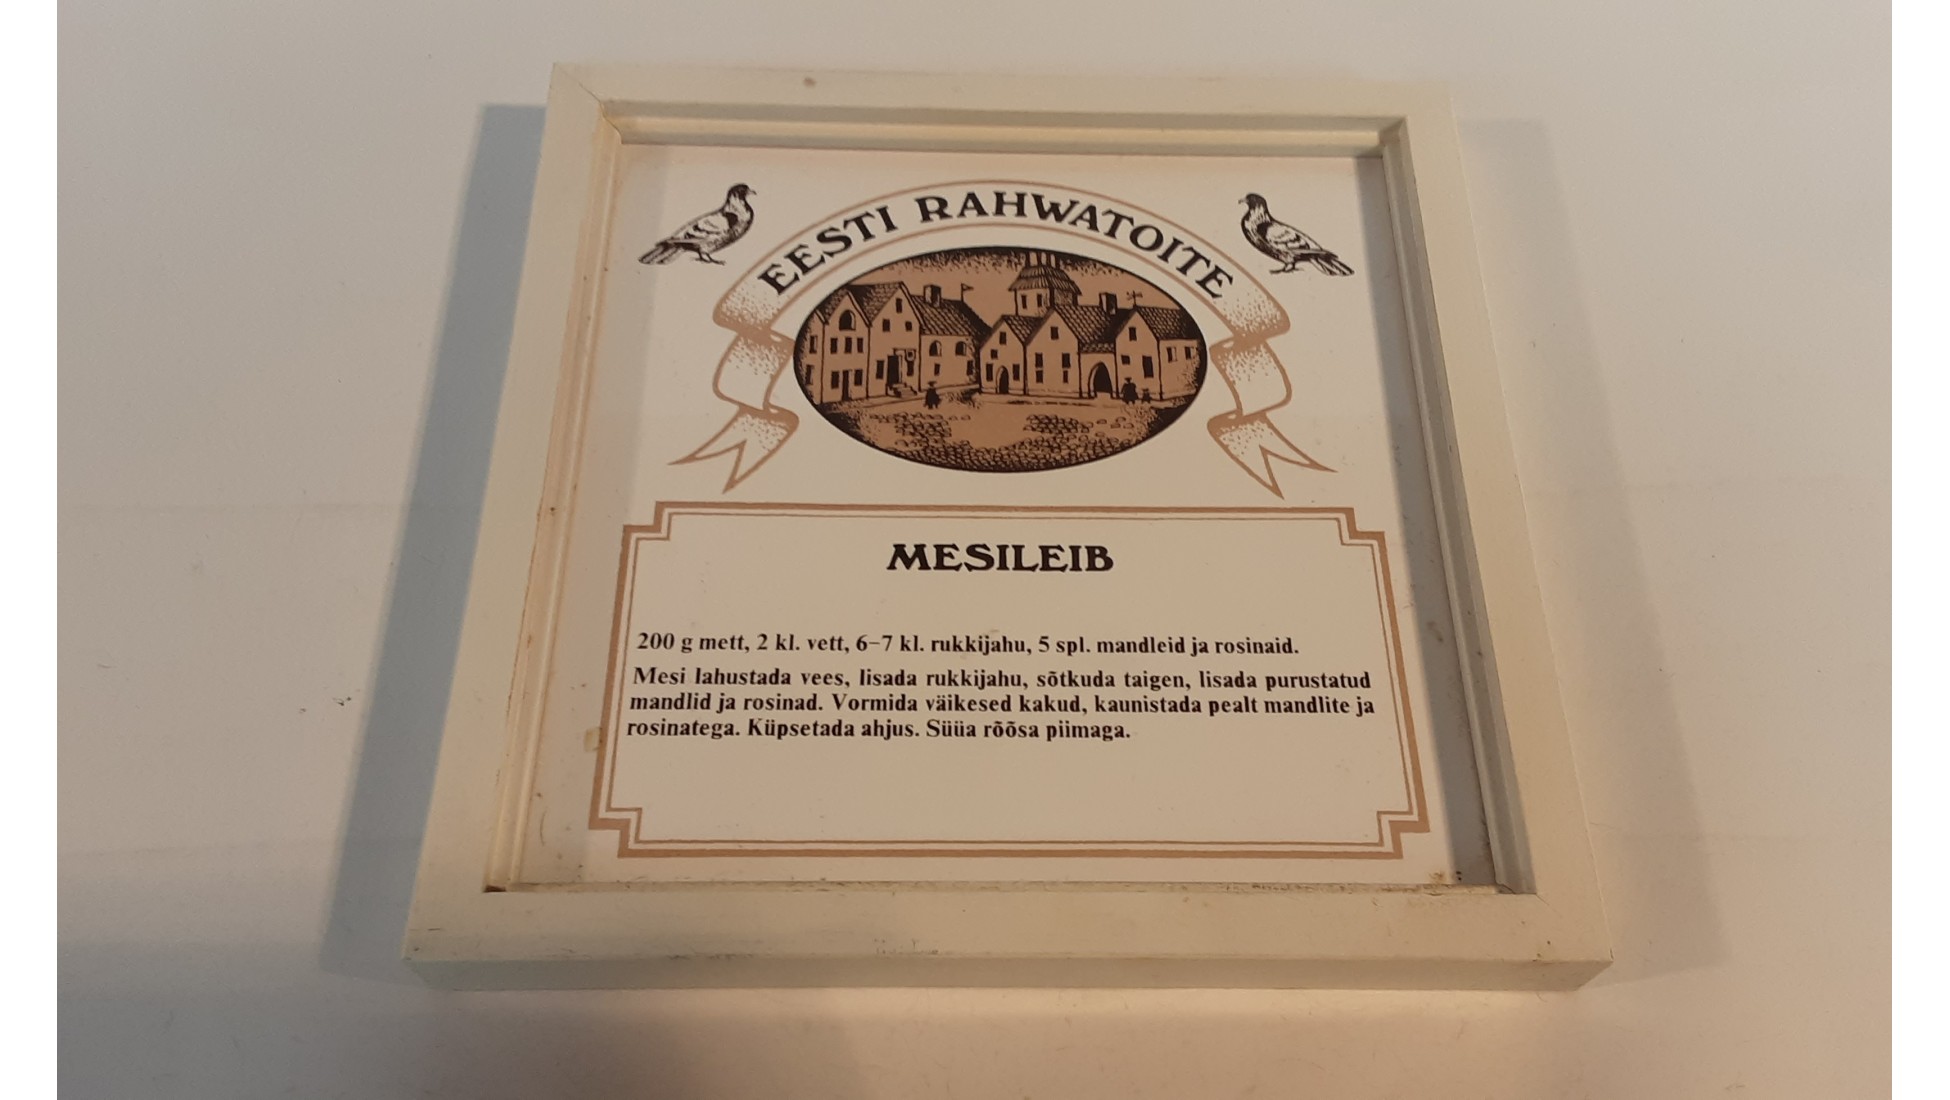 EESTI RAHWATOITE
MESILEIB
200 g mett, 2 kl. vett, 6–7 kl. rukkijahu, 5 spl. mandleid ja rosinaid.
Mesi lahustada vees, lisada rukkijahu, sõtkuda taigen, lisada purustatud
mandlid ja rosinad. Vormida väikesed kakud, kaunistada pealt mandlite ja
rosinatega. Küpsetada ahjus. Süüa rõõsa piimaga.